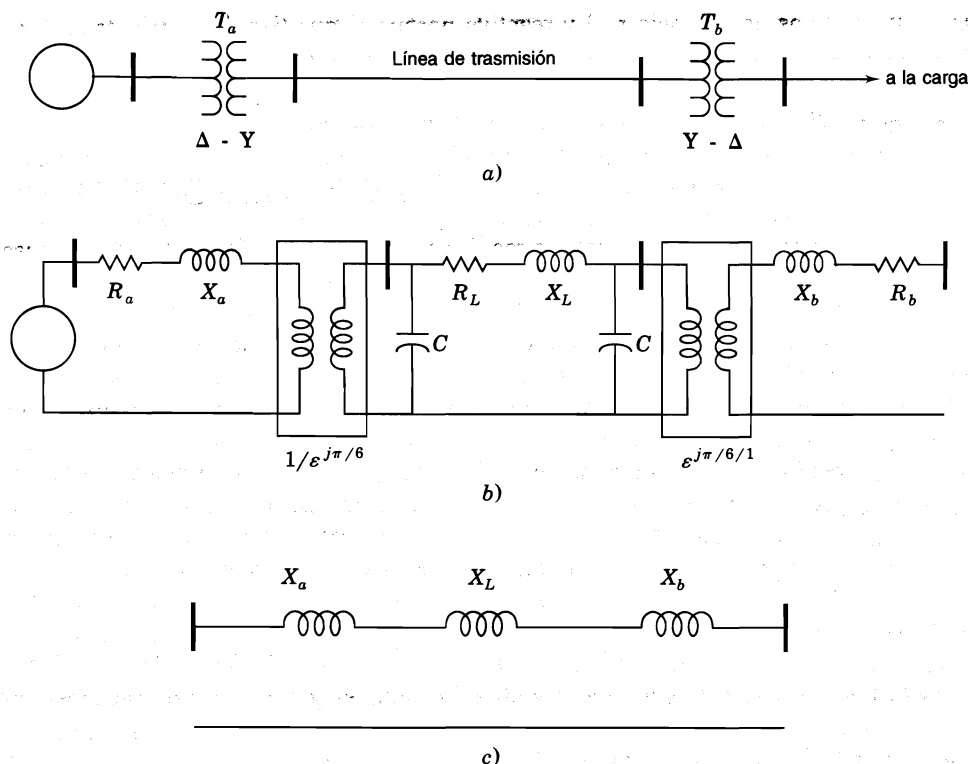 T_a T_b
Línea de trasmisión
a la carga
Δ - Y Y - Δ
a)
R_a X_a R_L X_L X_b R_b
C C
1/ε^{jπ/6} ε^{jπ/6/1}
b)
X_a X_L X_b
c)